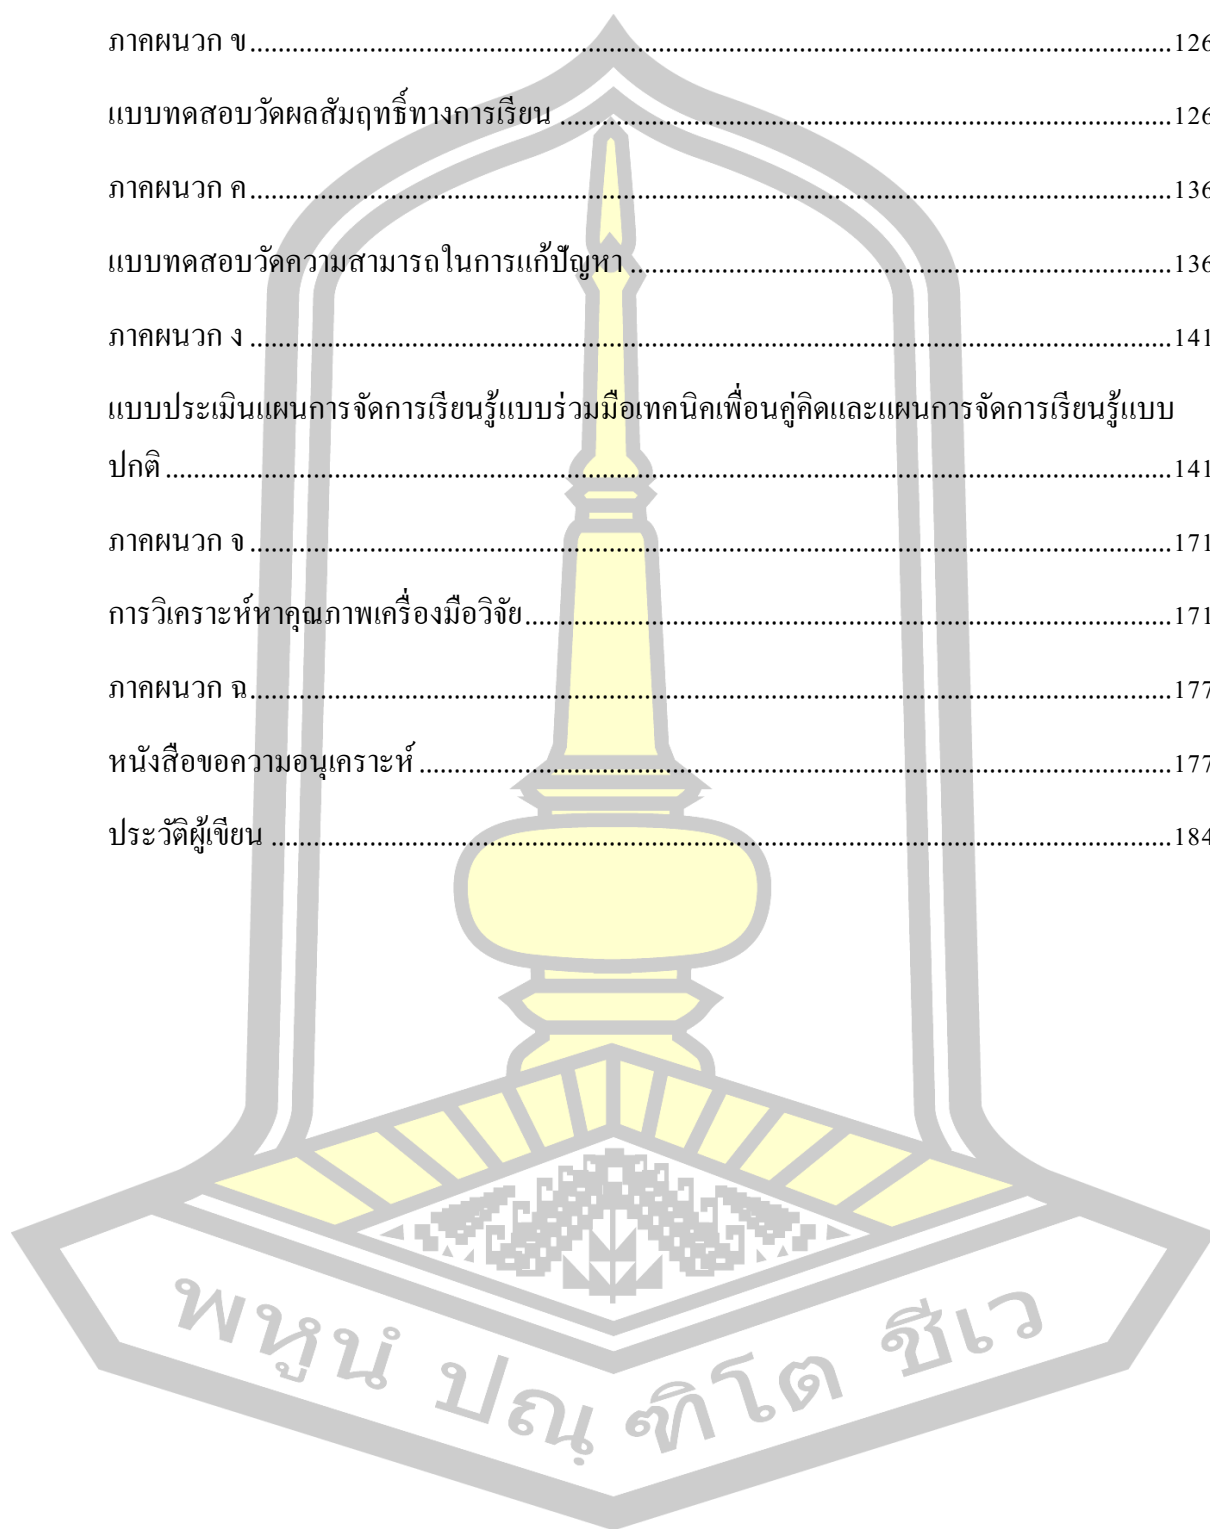 ภาคผนวก ข....................................................................................................................................126
แบบทดสอบวัดผลสัมฤทธิ์ทางการเรียน .......................................................................................126
ภาคผนวก ค....................................................................................................................................136
แบบทดสอบวัดความสามารถในการแก้ปัญหา .............................................................................136
ภาคผนวก ง ...................................................................................................................................141
แบบประเมินแผนการจัดการเรียนรู้แบบร่วมมือเทคนิคเพื่อนคู่คิดและแผนการจัดการเรียนรู้แบบ
ปกติ ...............................................................................................................................................141
ภาคผนวก จ ...................................................................................................................................171
การวิเคราะห์หาคุณภาพเครื่องมือวิจัย............................................................................................171
ภาคผนวก ฉ....................................................................................................................................177
หนังสือขอความอนุเคราะห์ ...........................................................................................................177
ประวัติผู้เขียน ................................................................................................................................184
พหูนํ ปณฺฑิโต ชีเว